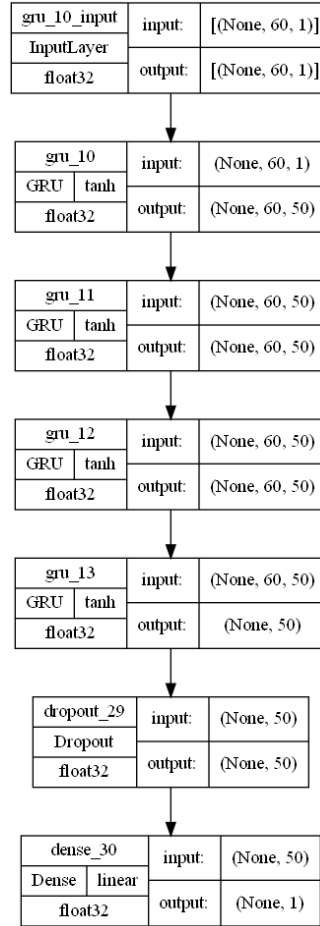 gru_10_input
InputLayer
float32
input: [(None, 60, 1)]
output: [(None, 60, 1)]
gru_10
GRU tanh
float32
input: (None, 60, 1)
output: (None, 60, 50)
gru_11
GRU tanh
float32
input: (None, 60, 50)
output: (None, 60, 50)
gru_12
GRU tanh
float32
input: (None, 60, 50)
output: (None, 60, 50)
gru_13
GRU tanh
float32
input: (None, 60, 50)
output: (None, 50)
dropout_29
Dropout
float32
input: (None, 50)
output: (None, 50)
dense_30
Dense linear
float32
input: (None, 50)
output: (None, 1)